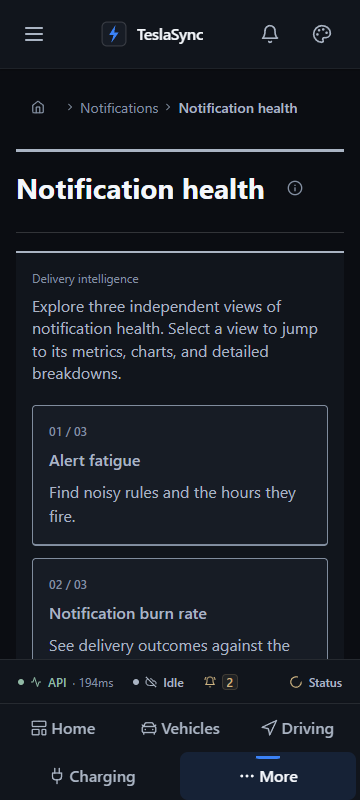 TeslaSync
Notifications
Notification health
Notification health
Delivery intelligence
Explore three independent views of
notification health. Select a view to jump
to its metrics, charts, and detailed
breakdowns.
01 / 03
Alert fatigue
Find noisy rules and the hours they
fire.
02 / 03
Notification burn rate
See delivery outcomes against the
API · 194ms
Idle
2
Status
Home
Vehicles
Driving
Charging
More